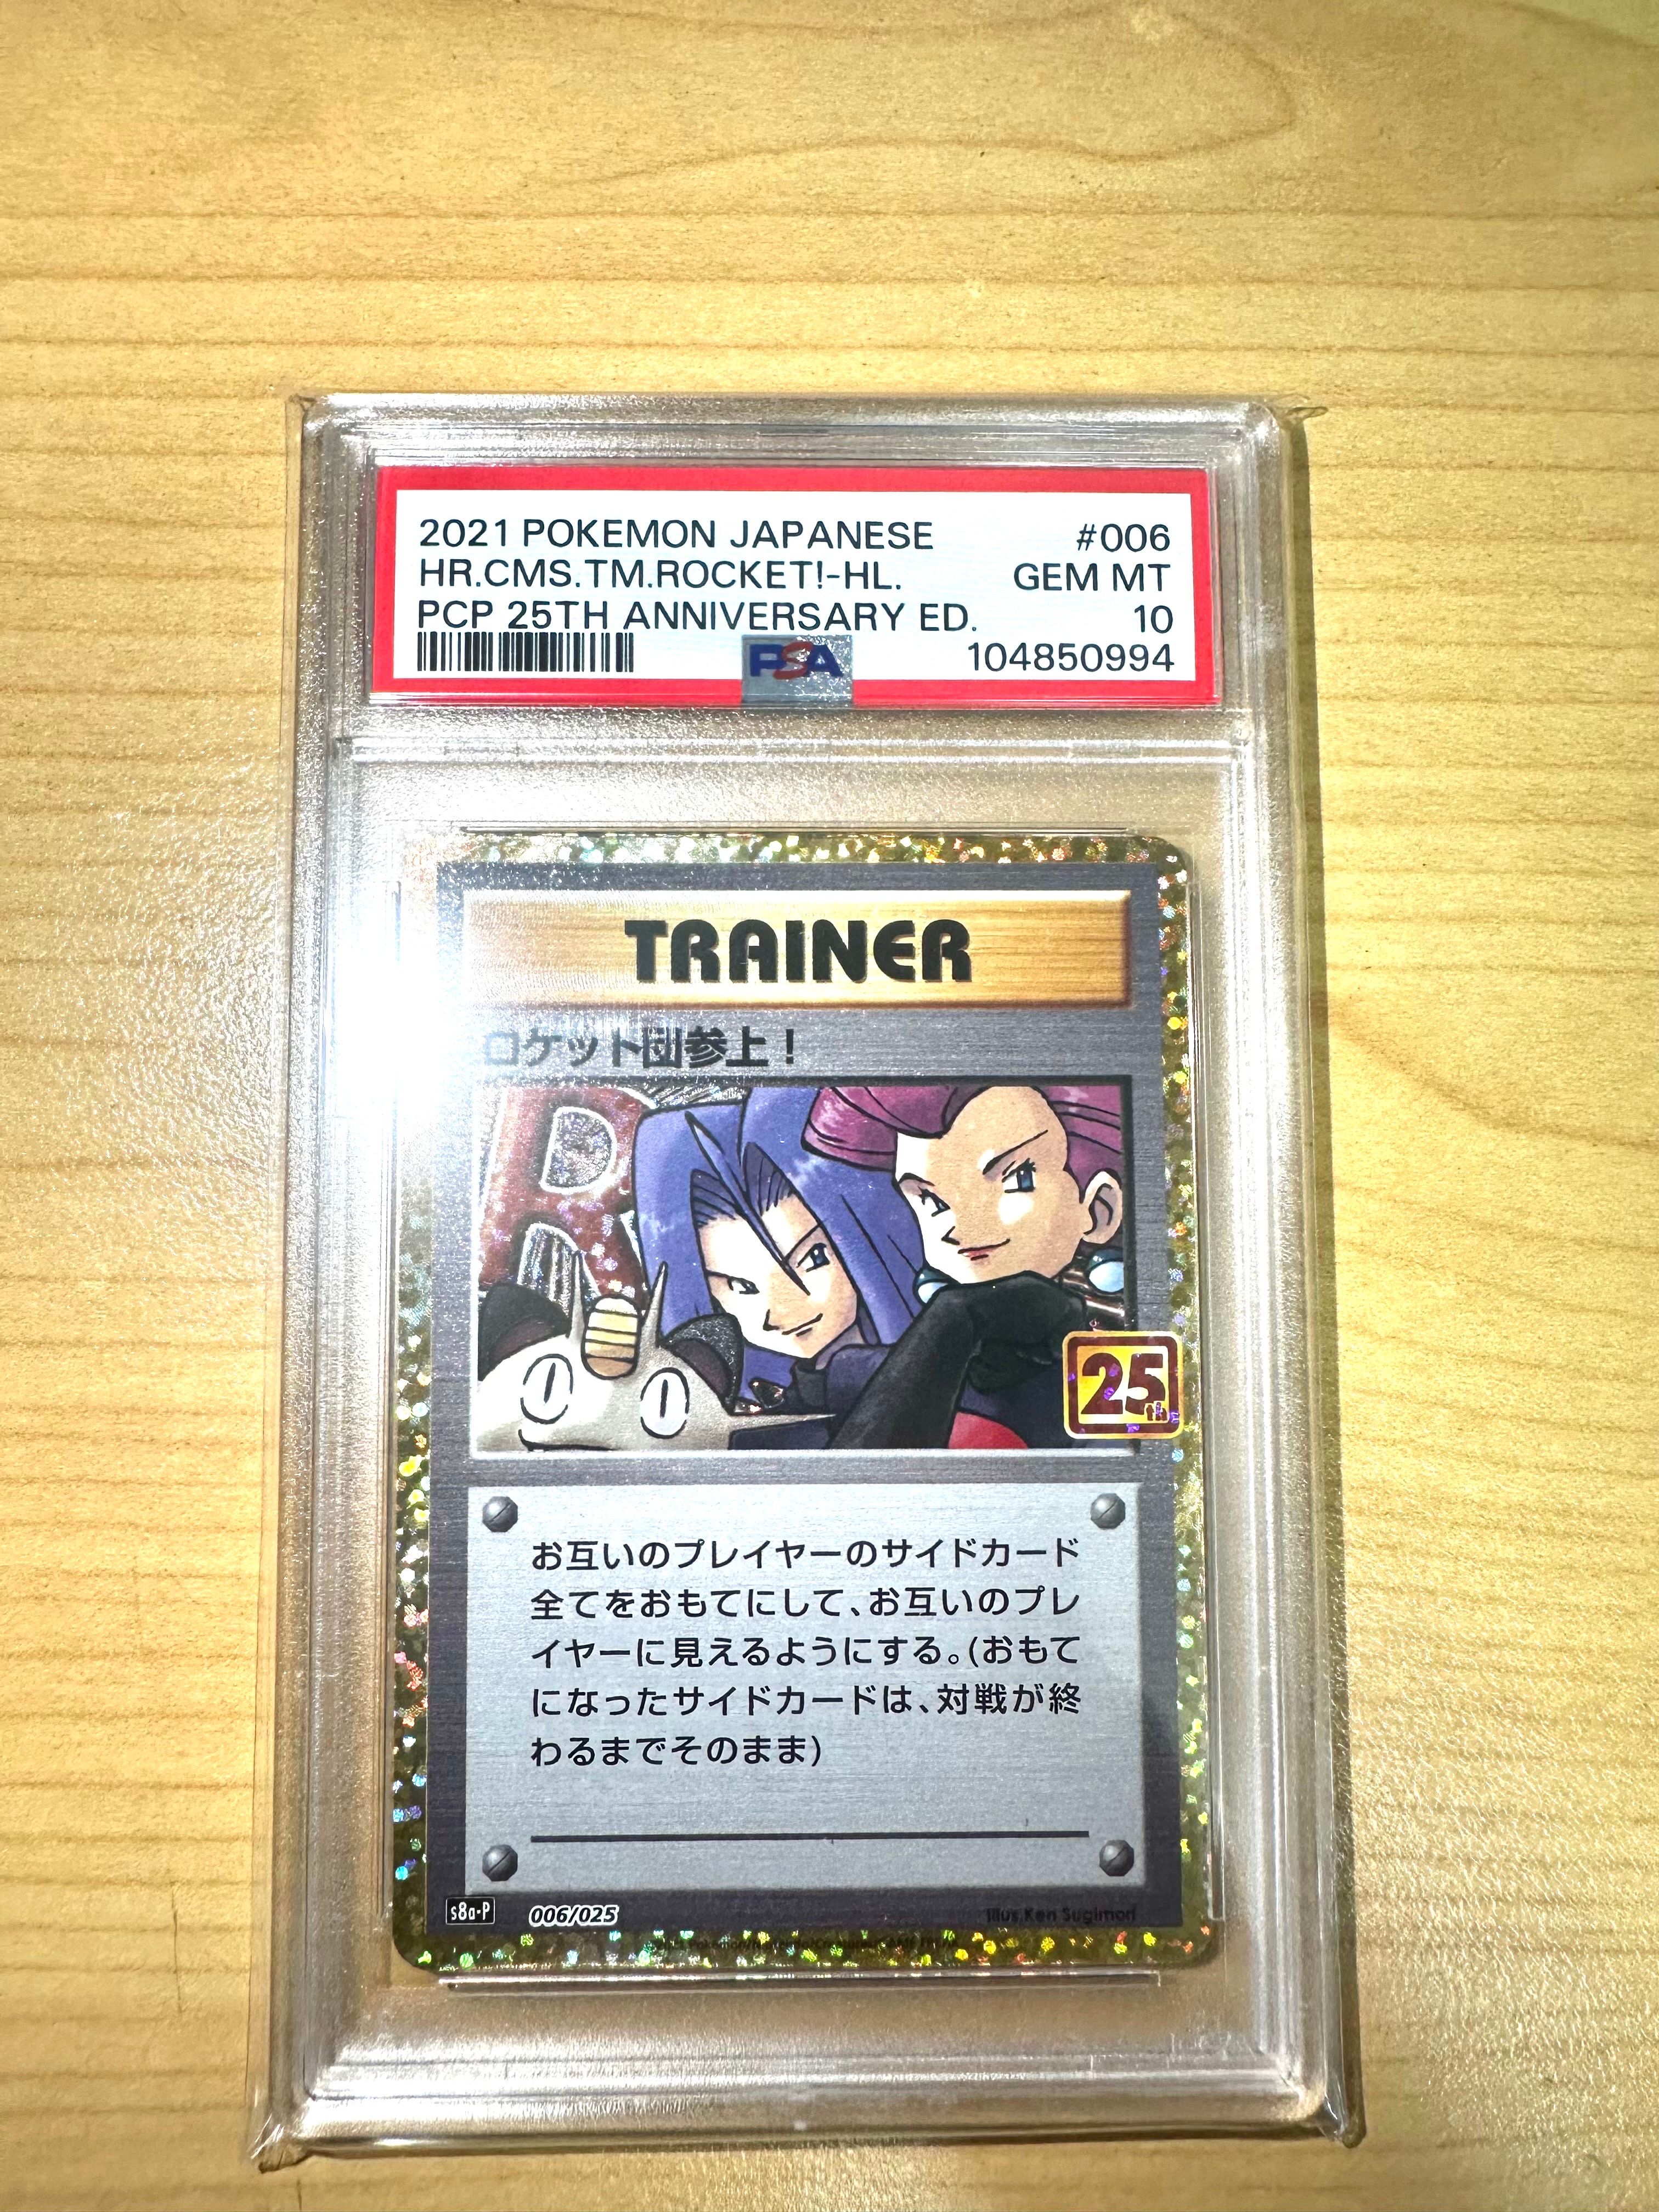 2021 POKEMON JAPANESE #006
HR.CMS.TM.ROCKET!-HL. GEM MT
PCP 25TH ANNIVERSARY ED. 10
PSA 104850994
TRAINER
ロケット団参上!
R
25th
お互いのプレイヤーのサイドカード
全てをおもてにして、お互いのプレ
イヤーに見えるようにする。(おもて
になったサイドカードは、対戦が終
わるまでそのまま)
s8a-P 006/025 Illus. Ken Sugimori